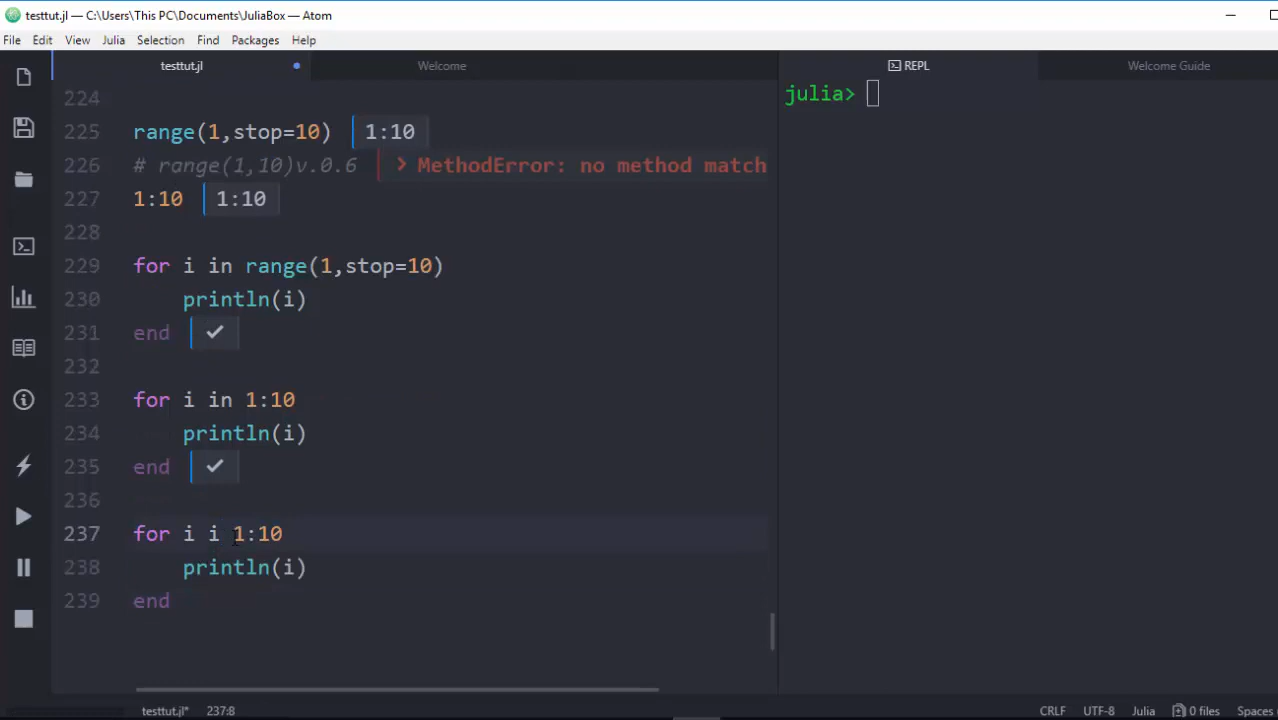 testtut.jl — C:\Users\This PC\Documents\JuliaBox — Atom
File Edit View Julia Selection Find Packages Help
testtut.jl Welcome REPL Welcome Guide
224
225 range(1,stop=10) 1:10
226 # range(1,10)v.0.6 > MethodError: no method match
227 1:10 1:10
228
229 for i in range(1,stop=10)
230 println(i)
231 end ✓
232
233 for i in 1:10
234 println(i)
235 end ✓
236
237 for i i 1:10
238 println(i)
239 end
julia>
testtut.jl* 237:8 CRLF UTF-8 Julia 0 files Spaces